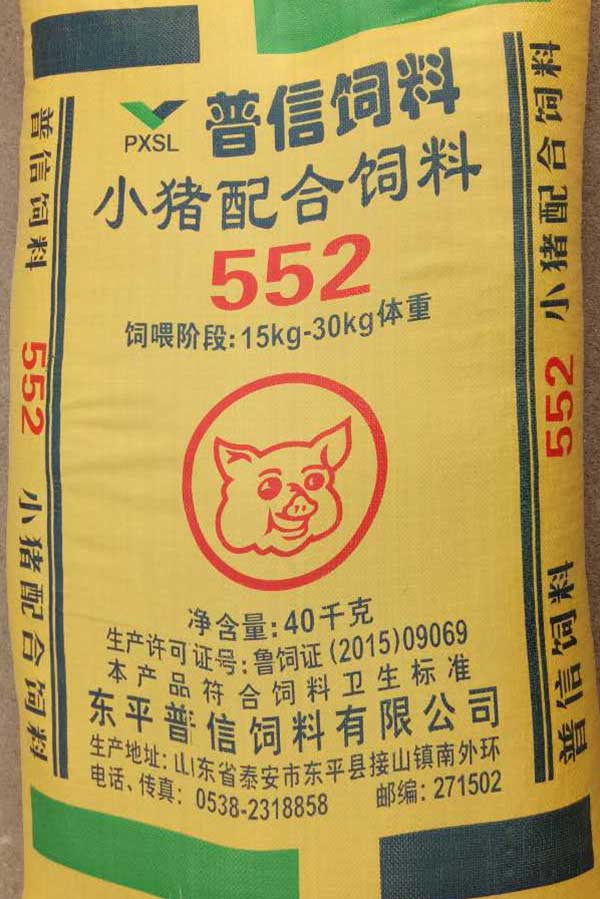 普信饲料
PXSL
小猪配合饲料
552
饲喂阶段:15kg-30kg体重
净含量:40千克
生产许可证号:鲁饲证(2015)09069
本产品符合饲料卫生标准
东平普信饲料有限公司
生产地址:山东省泰安市东平县接山镇南外环
电话、传真: 0538-2318858 邮编:271502
普信饲料 552 小猪配合饲料
普信饲料 552 小猪配合饲料